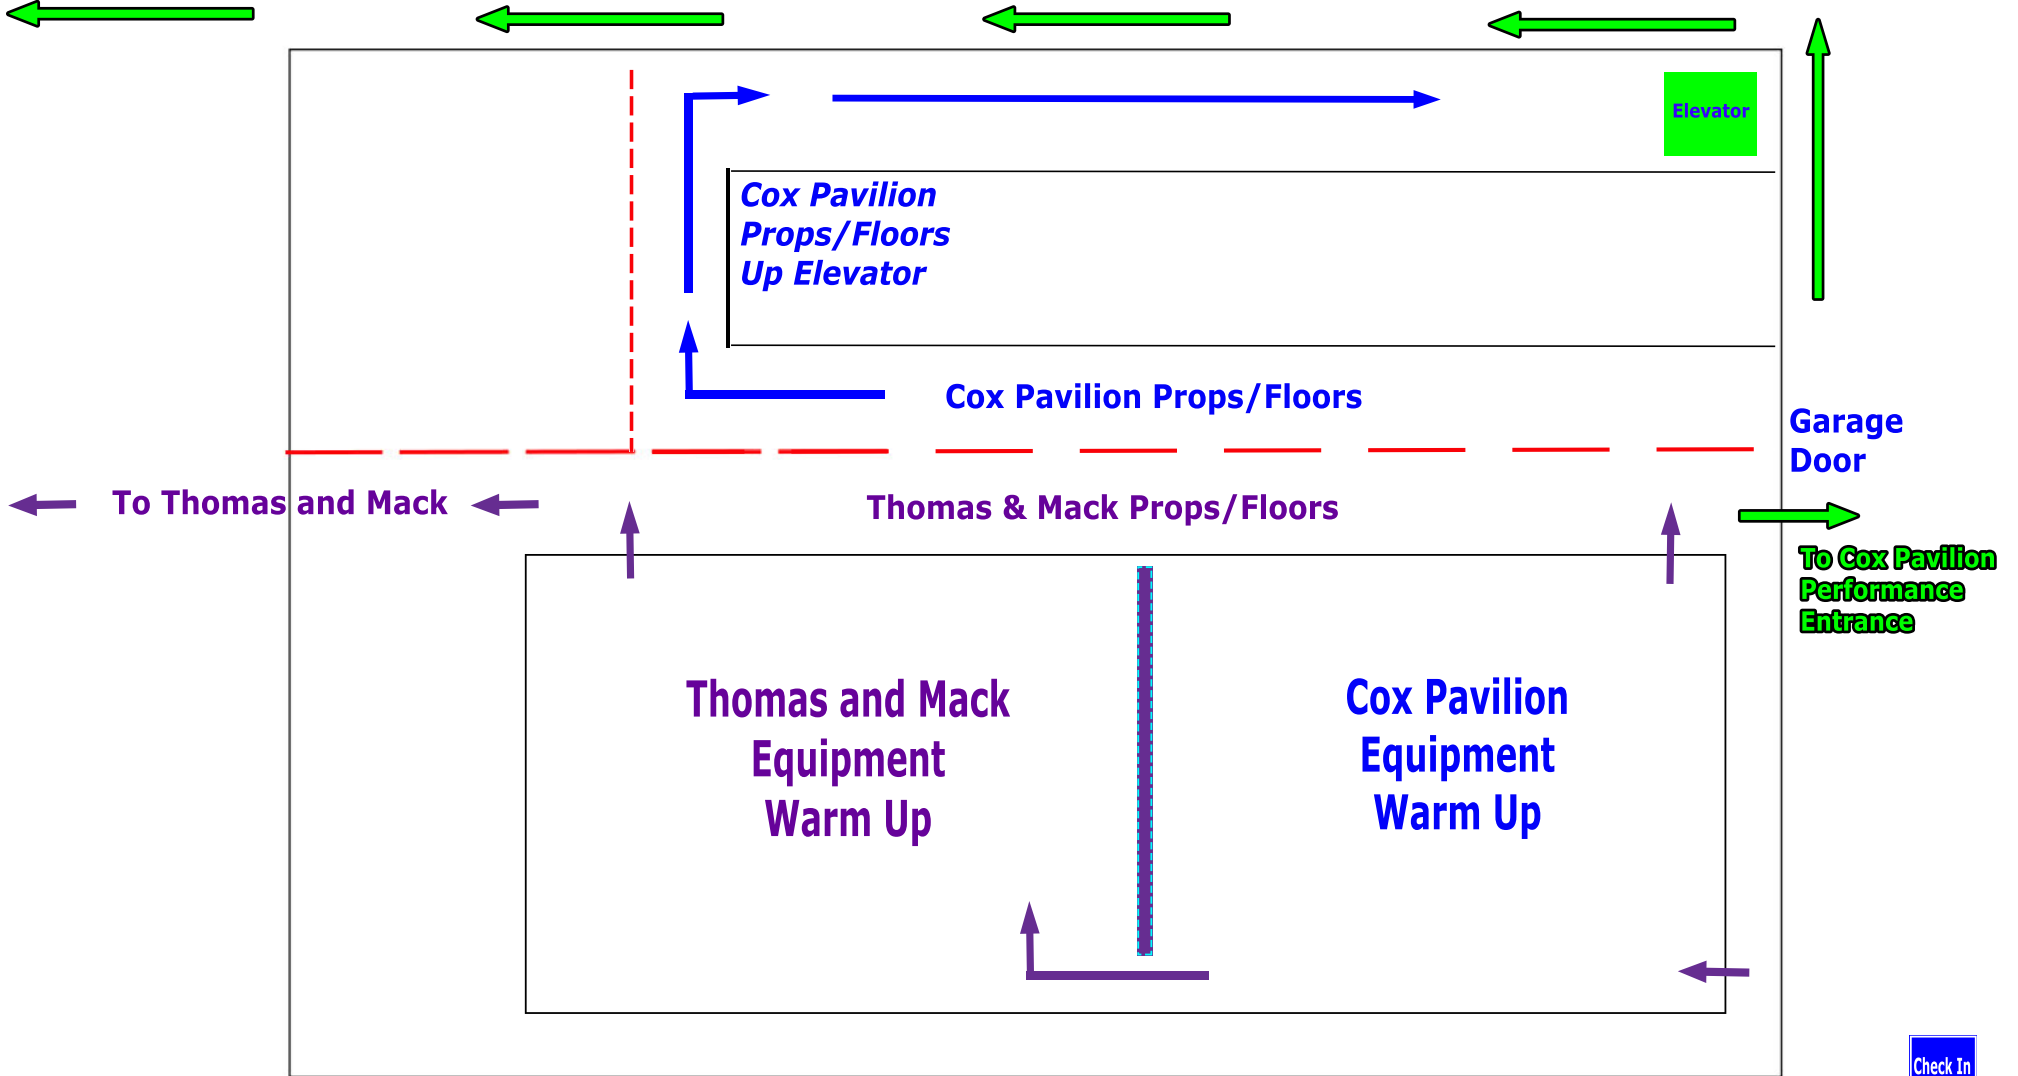 Elevator
Cox Pavilion
Props/Floors
Up Elevator
Cox Pavilion Props/Floors
Garage
Door
To Thomas and Mack
Thomas & Mack Props/Floors
To Cox Pavilion
Performance
Entrance
Thomas and Mack
Equipment
Warm Up
Cox Pavilion
Equipment
Warm Up
Check In